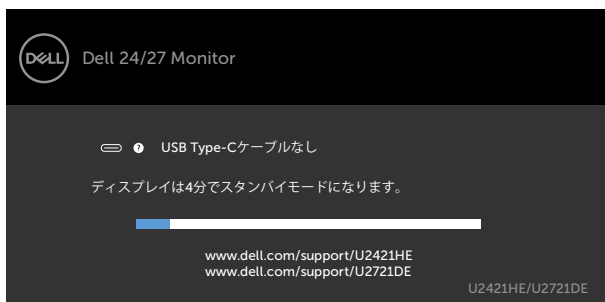 DELL
Dell 24/27 Monitor
? USB Type-Cケーブルなし
ディスプレイは4分でスタンバイモードになります。
www.dell.com/support/U2421HE
www.dell.com/support/U2721DE
U2421HE/U2721DE